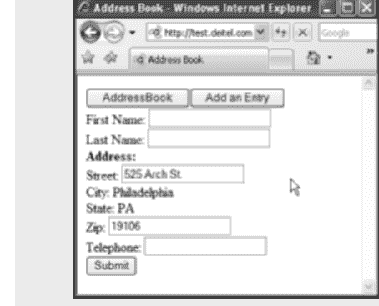 Address Book - Windows Internet Explorer
http://test.deitel.com
Google
Address Book
AddressBook Add an Entry
First Name:
Last Name:
Address:
Street: 525 Arch St.
City: Philadelphia
State: PA
Zip: 19106
Telephone:
Submit